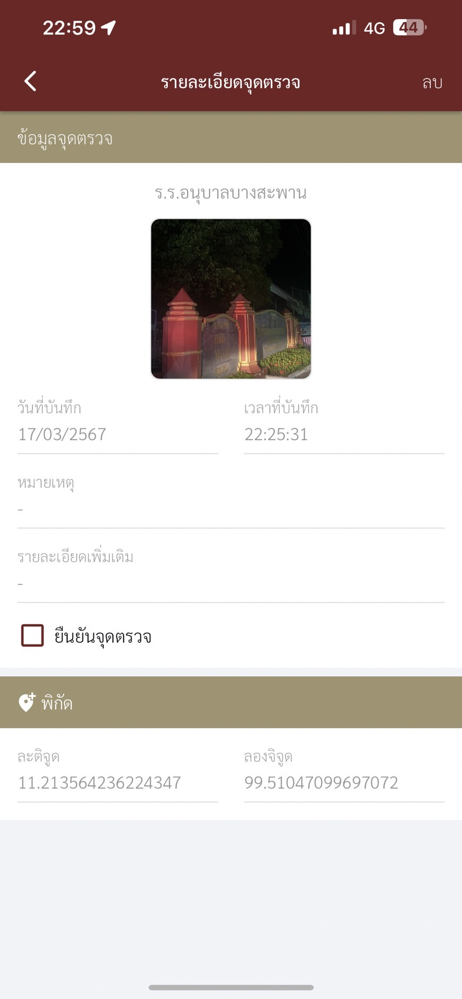 22:59 4G 44
รายละเอียดจุดตรวจ ลบ
ข้อมูลจุดตรวจ
ร.ร.อนุบาลบางสะพาน
วันที่บันทึก เวลาที่บันทึก
17/03/2567 22:25:31
หมายเหตุ
-
รายละเอียดเพิ่มเติม
-
ยืนยันจุดตรวจ
พิกัด
ละติจูด ลองจิจูด
11.213564236224347 99.51047099697072